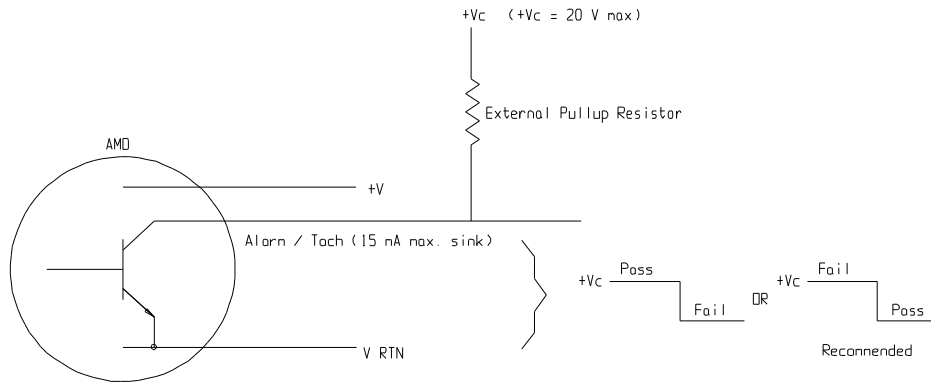 +Vc (+Vc = 20 V max)
External Pullup Resistor
AMD
+V
Alarm / Tach (15 mA max. sink)
+Vc Pass
Fail
OR
+Vc Fail
Pass
V RTN
Recommended